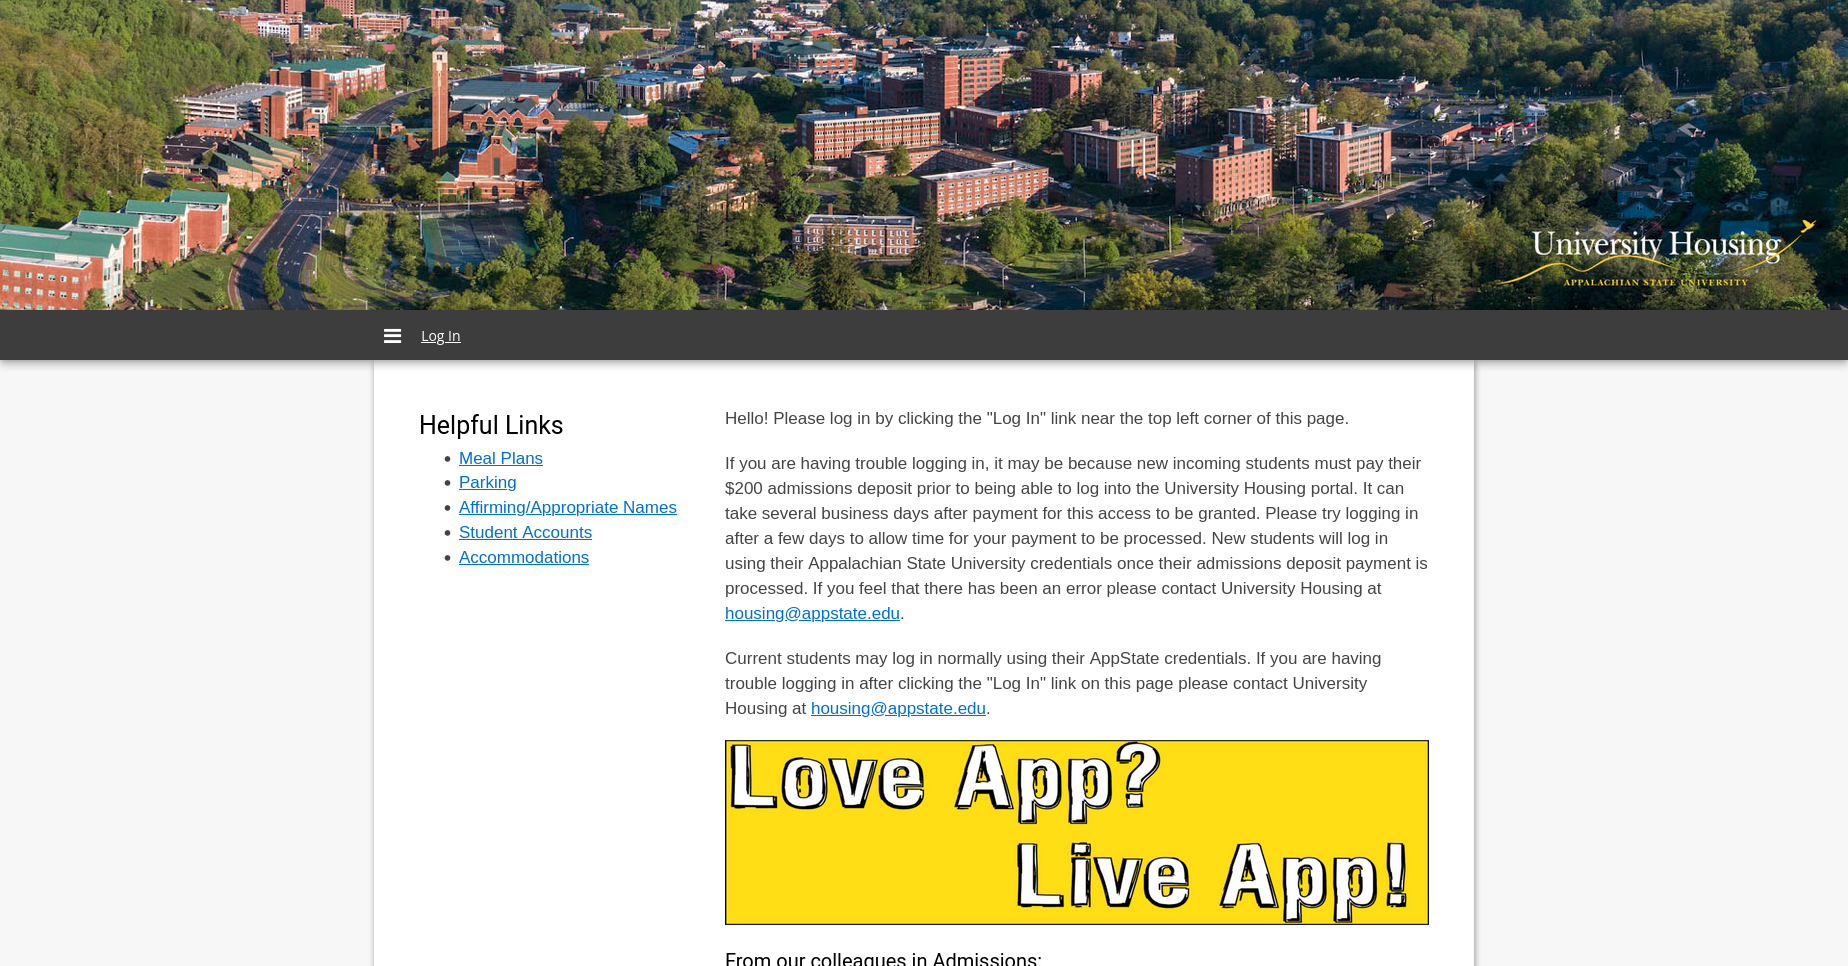 University Housing
APPALACHIAN STATE UNIVERSITY
Log In
Helpful Links
Meal Plans
Parking
Affirming/Appropriate Names
Student Accounts
Accommodations
Hello! Please log in by clicking the "Log In" link near the top left corner of this page.
If you are having trouble logging in, it may be because new incoming students must pay their
$200 admissions deposit prior to being able to log into the University Housing portal. It can
take several business days after payment for this access to be granted. Please try logging in
after a few days to allow time for your payment to be processed. New students will log in
using their Appalachian State University credentials once their admissions deposit payment is
processed. If you feel that there has been an error please contact University Housing at
housing@appstate.edu.
Current students may log in normally using their AppState credentials. If you are having
trouble logging in after clicking the "Log In" link on this page please contact University
Housing at housing@appstate.edu.
Love App?
Live App!
From our colleagues in Admissions: